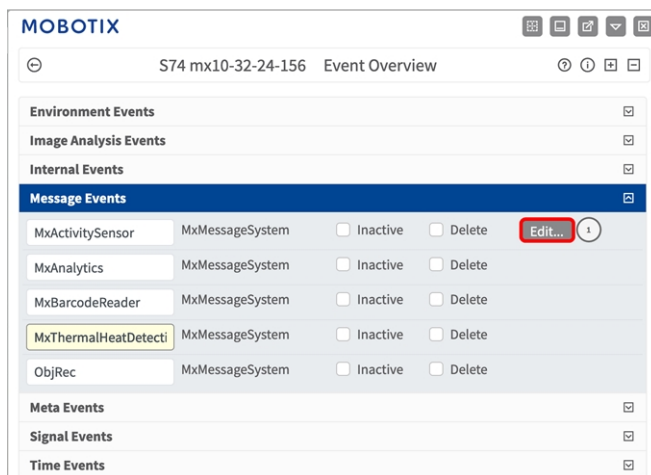 MOBOTIX
S74 mx10-32-24-156 Event Overview
Environment Events
Image Analysis Events
Internal Events
Message Events
MxActivitySensor MxMessageSystem Inactive Delete Edit... 1
MxAnalytics MxMessageSystem Inactive Delete
MxBarcodeReader MxMessageSystem Inactive Delete
MxThermalHeatDetecti MxMessageSystem Inactive Delete
ObjRec MxMessageSystem Inactive Delete
Meta Events
Signal Events
Time Events